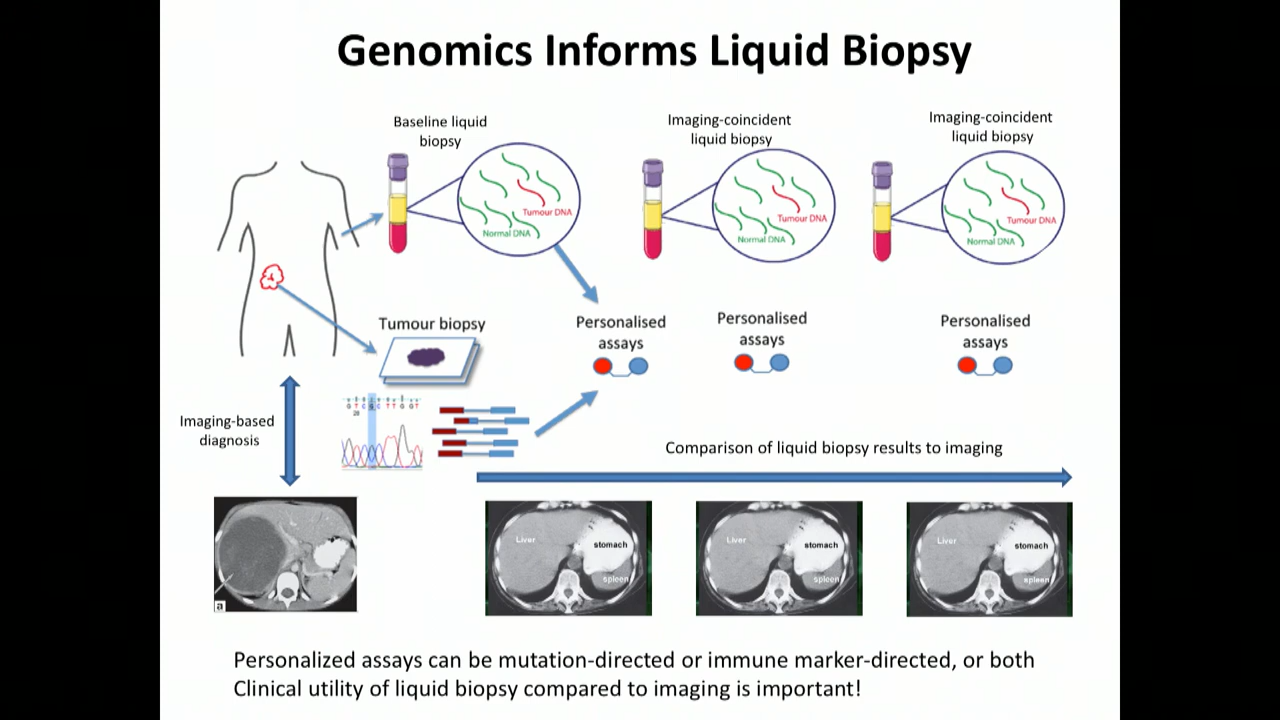 Genomics Informs Liquid Biopsy
Baseline liquid
biopsy
Imaging-coincident
liquid biopsy
Imaging-coincident
liquid biopsy
Tumour DNA
Normal DNA
Tumour DNA
Normal DNA
Tumour DNA
Normal DNA
Tumour biopsy
Personalised
assays
Personalised
assays
Personalised
assays
Imaging-based
diagnosis
Comparison of liquid biopsy results to imaging
Liver
stomach
spleen
Liver
stomach
spleen
Liver
stomach
spleen
a
Personalized assays can be mutation-directed or immune marker-directed, or both
Clinical utility of liquid biopsy compared to imaging is important!